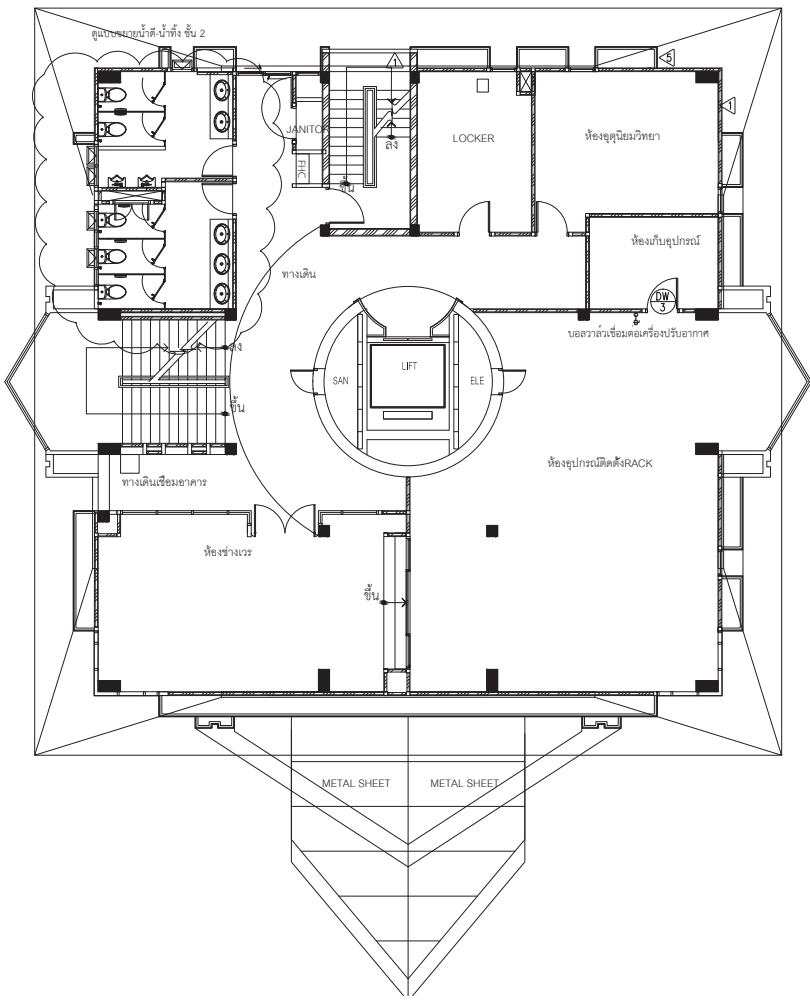 ดูแบบขยายน้ำดี-น้ำทิ้ง ชั้น 2
1
5
1
JANITOR
FHC
ลง
ขึ้น
LOCKER
ห้องอุตุนิยมวิทยา
ห้องเก็บอุปกรณ์
ทางเดิน
DW
3
บอลวาล์วเชื่อมต่อเครื่องปรับอากาศ
ลง
ขึ้น
SAN
LIFT
ELE
ทางเดินเชื่อมอาคาร
ห้องอุปกรณ์ติดตั้งRACK
ห้องช่างเวร
ขึ้น
METAL SHEET
METAL SHEET